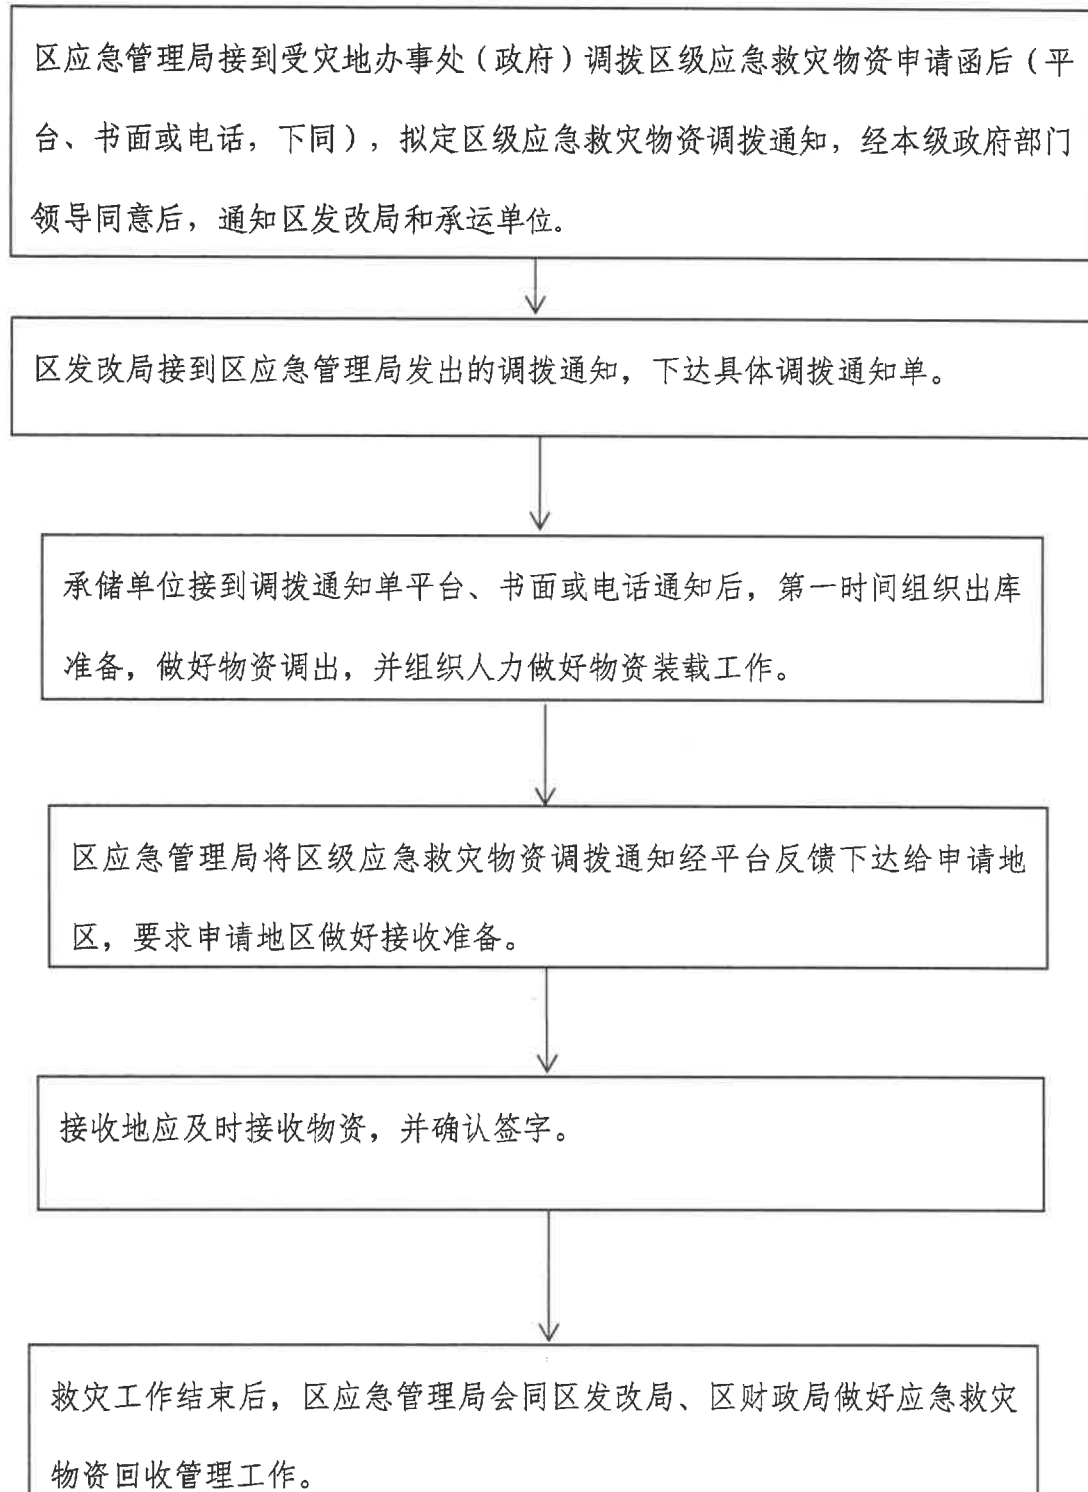 区应急管理局接到受灾地办事处（政府）调拨区级应急救灾物资申请函后（平
台、书面或电话，下同），拟定区级应急救灾物资调拨通知，经本级政府部门
领导同意后，通知区发改局和承运单位。
区发改局接到区应急管理局发出的调拨通知，下达具体调拨通知单。
承储单位接到调拨通知单平台、书面或电话通知后，第一时间组织出库
准备，做好物资调出，并组织人力做好物资装载工作。
区应急管理局将区级应急救灾物资调拨通知经平台反馈下达给申请地
区，要求申请地区做好接收准备。
接收地应及时接收物资，并确认签字。
救灾工作结束后，区应急管理局会同区发改局、区财政局做好应急救灾
物资回收管理工作。